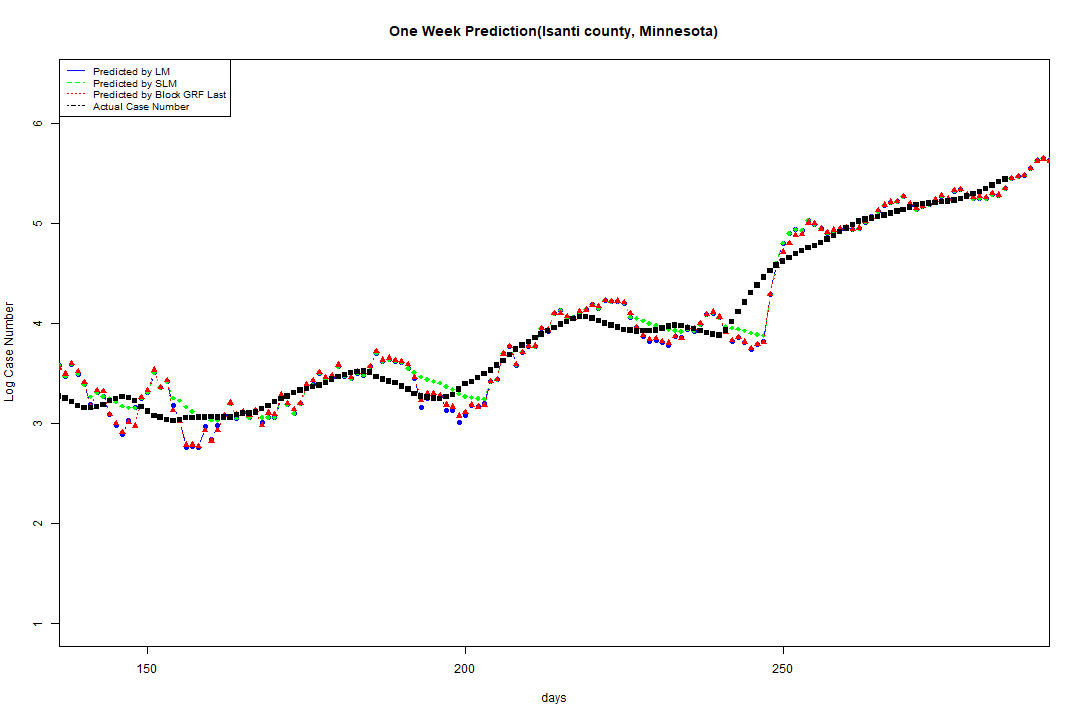 One Week Prediction(Isanti county, Minnesota)
Predicted by LM
Predicted by SLM
Predicted by Block GRF Last
Actual Case Number
6
5
4
3
2
1
Log Case Number
150 200 250
days